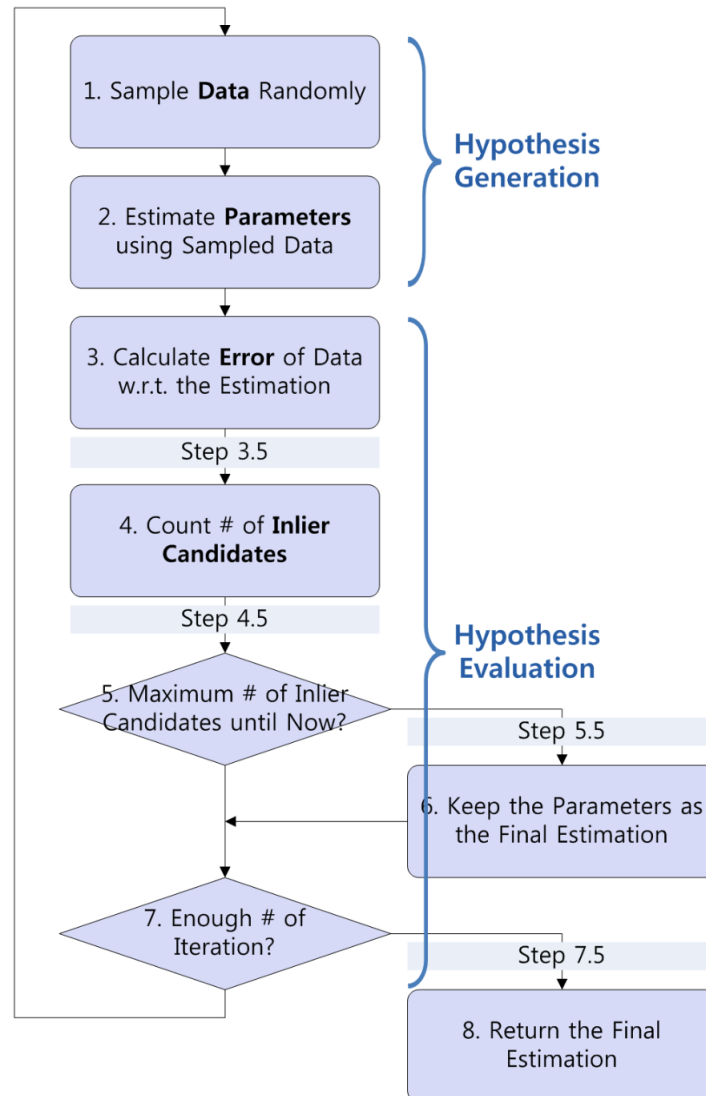 1. Sample Data Randomly
Hypothesis
Generation
2. Estimate Parameters
using Sampled Data
3. Calculate Error of Data
w.r.t. the Estimation
Step 3.5
4. Count # of Inlier
Candidates
Step 4.5
Hypothesis
Evaluation
5. Maximum # of Inlier
Candidates until Now?
Step 5.5
6. Keep the Parameters as
the Final Estimation
7. Enough # of
Iteration?
Step 7.5
8. Return the Final
Estimation